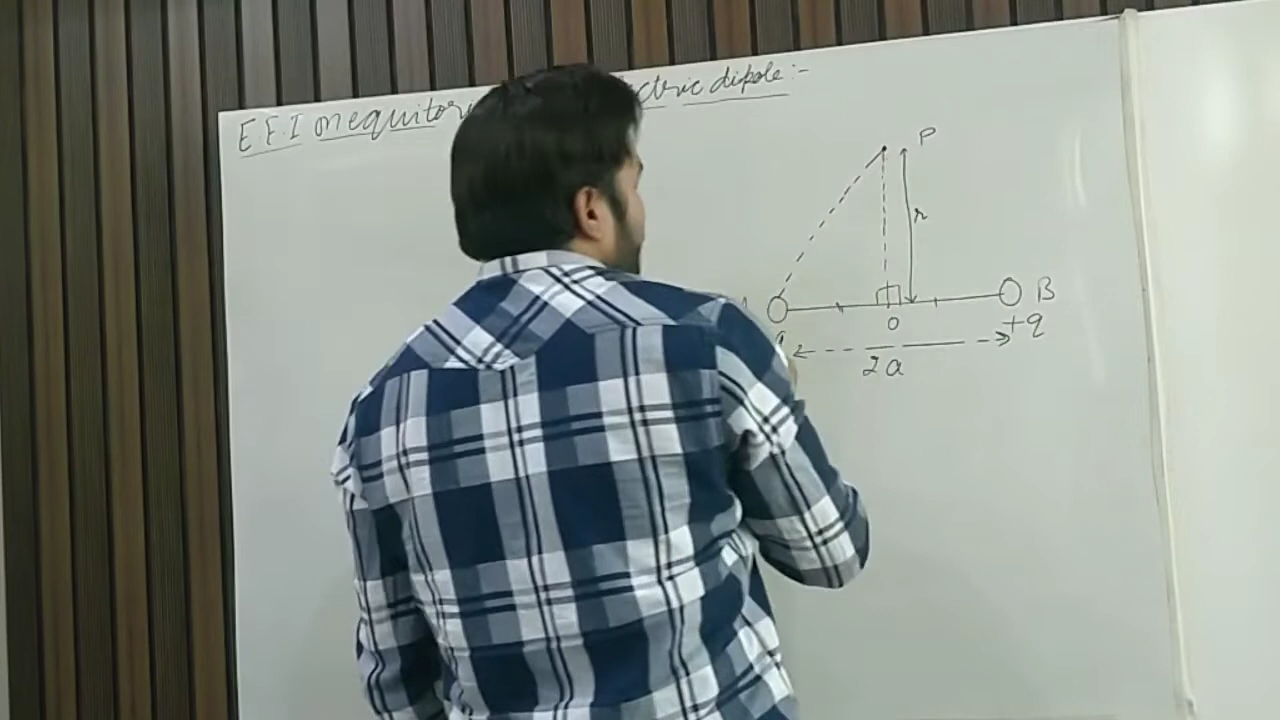 E.F.I on equitor
ctric dipole :-
P
r
B
O
+q
2a